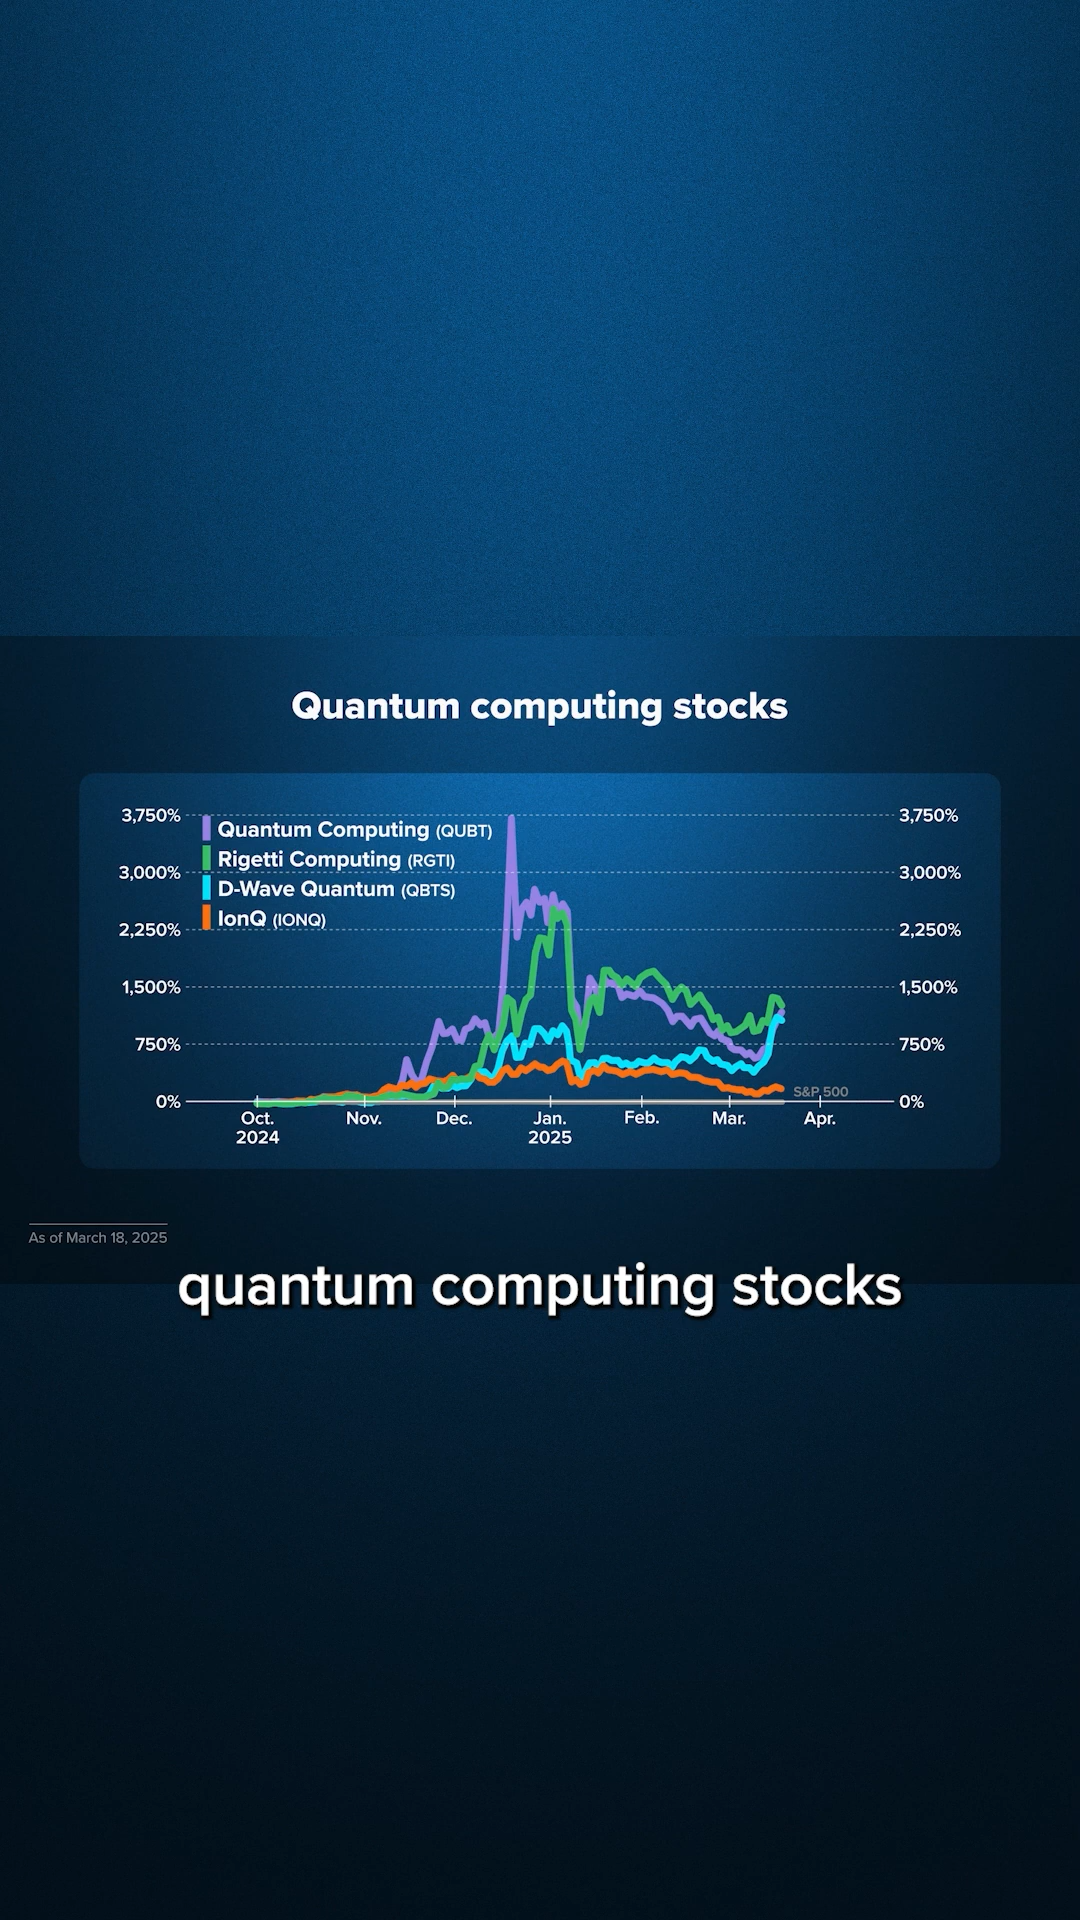 Quantum computing stocks
3,750%
3,000%
2,250%
1,500%
750%
0%
Quantum Computing (QUBT)
Rigetti Computing (RGTI)
D-Wave Quantum (QBTS)
IonQ (IONQ)
3,750%
3,000%
2,250%
1,500%
750%
0%
S&P 500
Oct. Nov. Dec. Jan. Feb. Mar. Apr.
2024 2025
As of March 18, 2025
quantum computing stocks